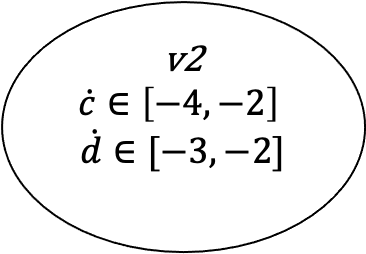 v2
ċ ∈ [−4, −2]
ḋ ∈ [−3, −2]